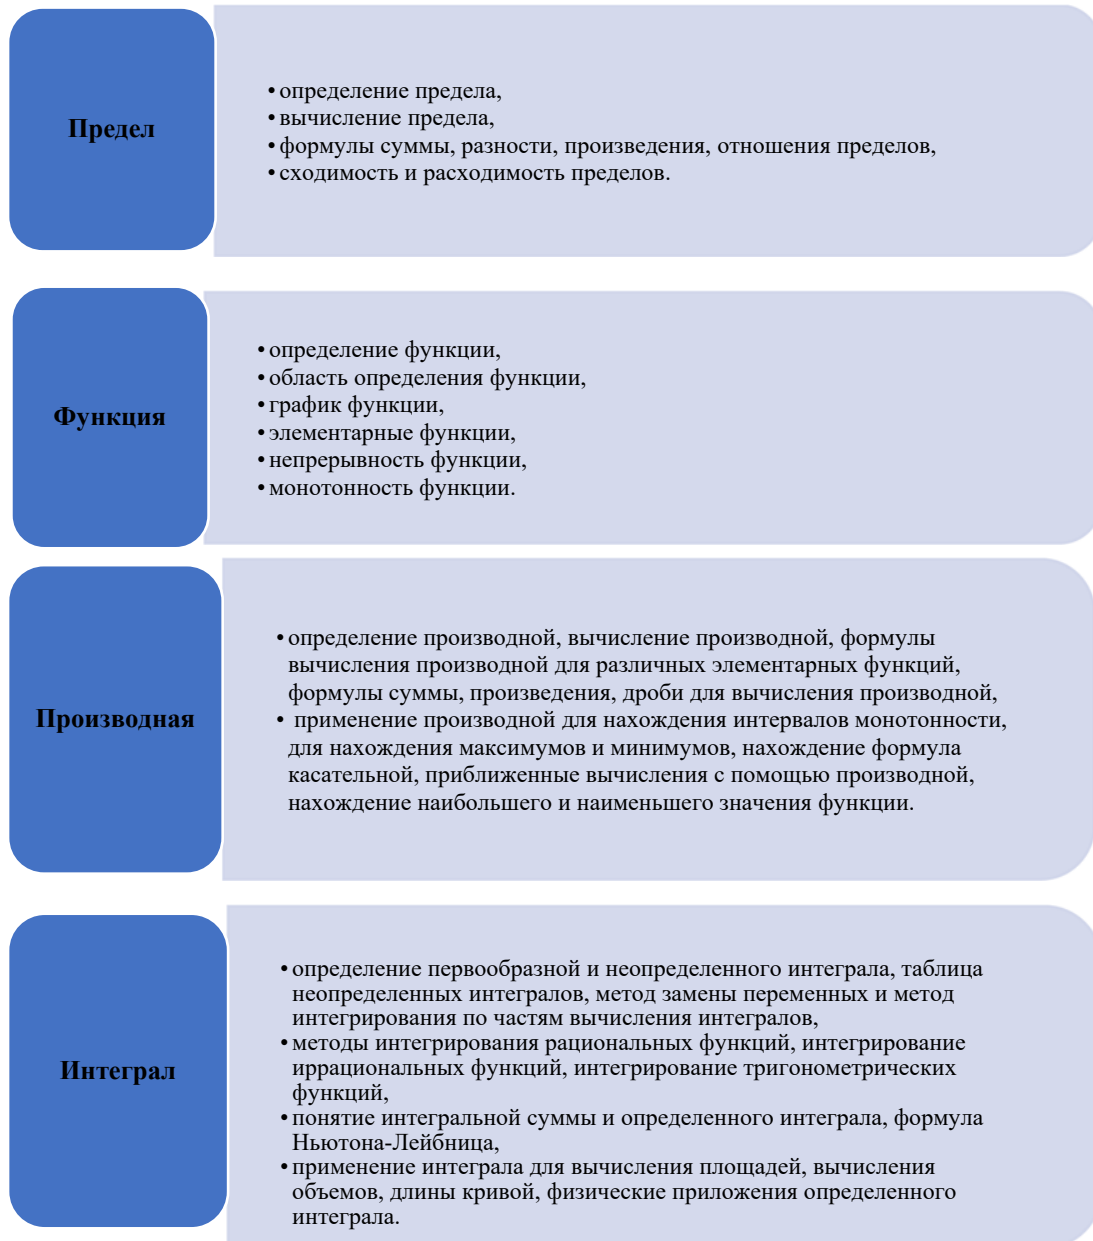 Предел
• определение предела,
• вычисление предела,
• формулы суммы, разности, произведения, отношения пределов,
• сходимость и расходимость пределов.
Функция
• определение функции,
• область определения функции,
• график функции,
• элементарные функции,
• непрерывность функции,
• монотонность функции.
Производная
• определение производной, вычисление производной, формулы
вычисления производной для различных элементарных функций,
формулы суммы, произведения, дроби для вычисления производной,
• применение производной для нахождения интервалов монотонности,
для нахождения максимумов и минимумов, нахождение формула
касательной, приближенные вычисления с помощью производной,
нахождение наибольшего и наименьшего значения функции.
Интеграл
• определение первообразной и неопределенного интеграла, таблица
неопределенных интегралов, метод замены переменных и метод
интегрирования по частям вычисления интегралов,
• методы интегрирования рациональных функций, интегрирование
иррациональных функций, интегрирование тригонометрических
функций,
• понятие интегральной суммы и определенного интеграла, формула
Ньютона-Лейбница,
• применение интеграла для вычисления площадей, вычисления
объемов, длины кривой, физические приложения определенного
интеграла.